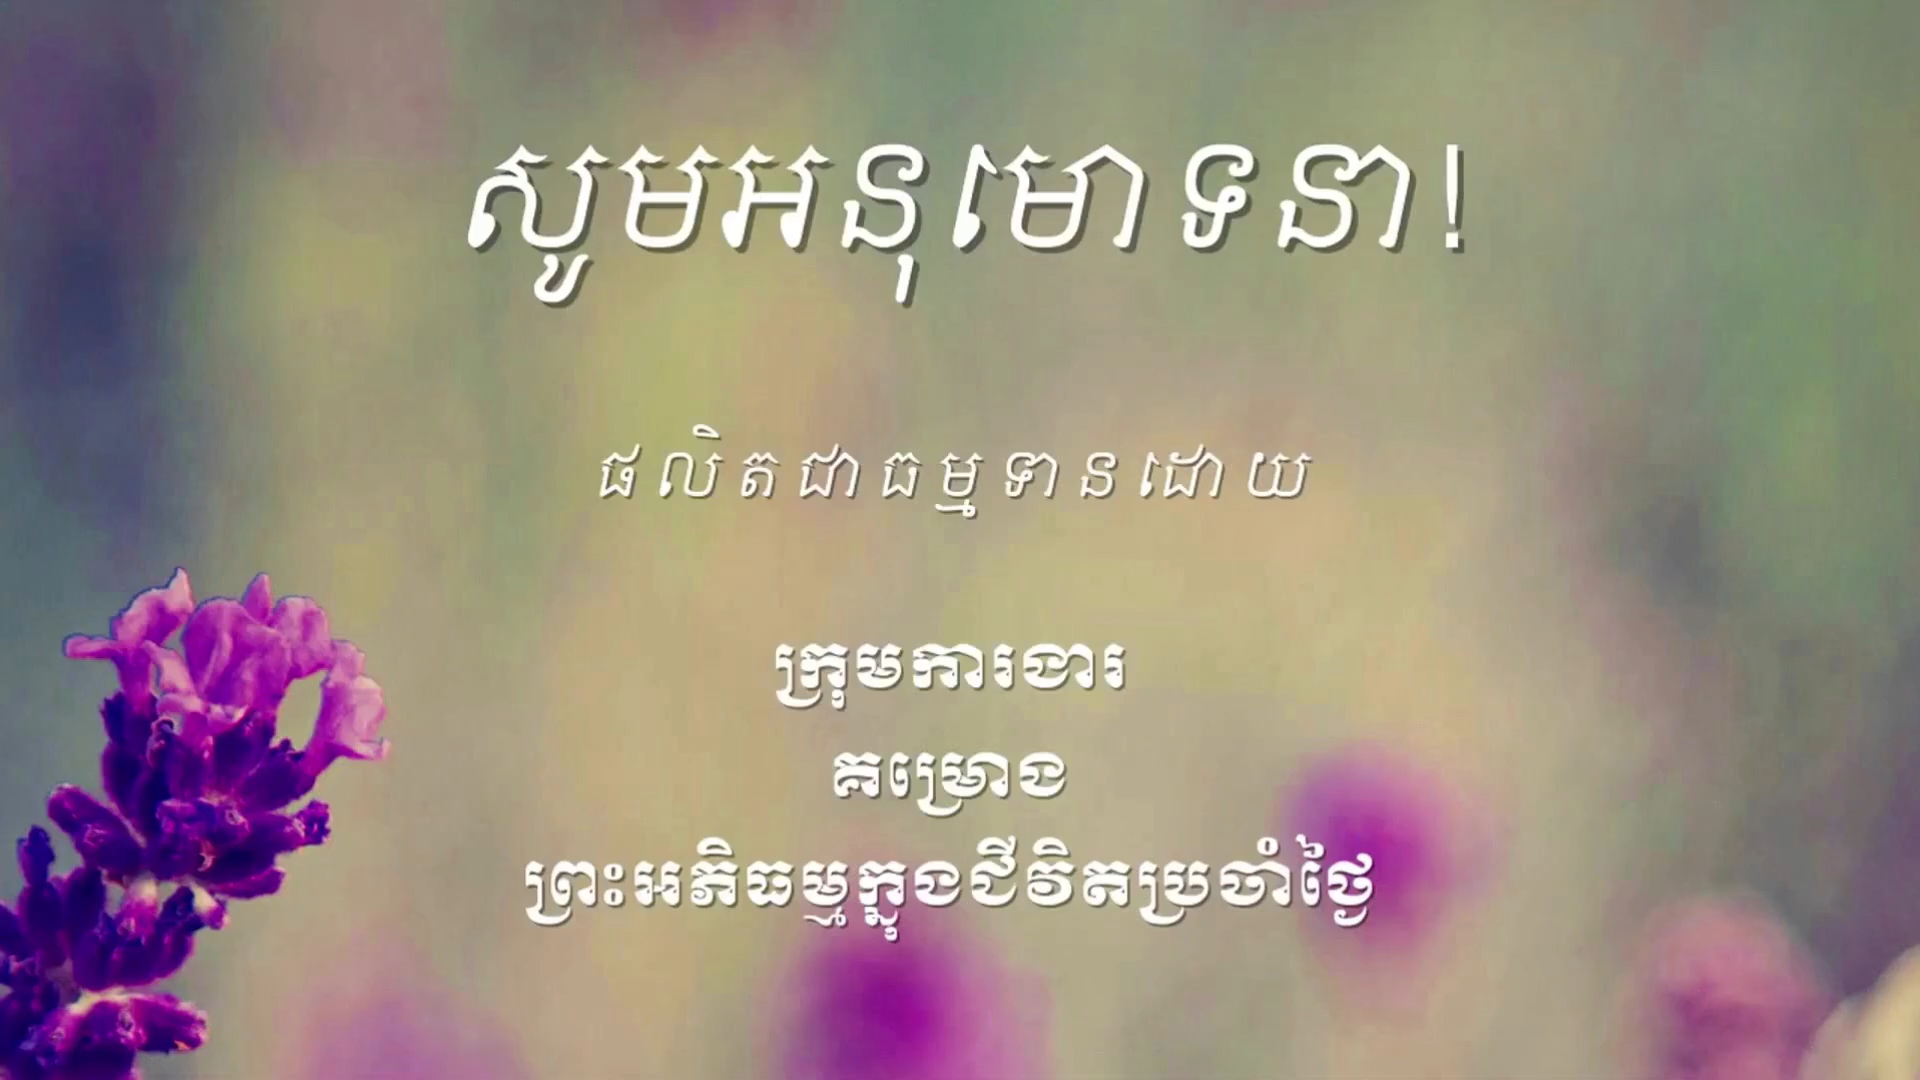 សូមអនុមោទនា!
ផលិតជាធម្មទានដោយ
ក្រុមការងារ
គម្រោង
ព្រះអភិធម្មក្នុងជីវិតប្រចាំថ្ងៃ